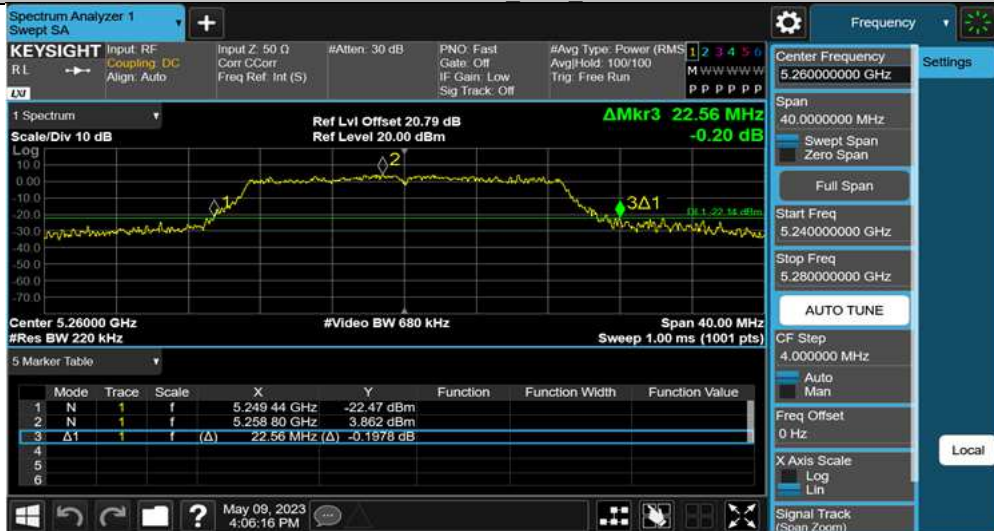 Spectrum Analyzer 1
Swept SA
+
Frequency
KEYSIGHT
RL
LXI
Input: RF
Coupling: DC
Align: Auto
Input Z: 50 Ω
Corr CCorr
Freq Ref: Int (S)
#Atten: 30 dB
PNO: Fast
Gate: Off
IF Gain: Low
Sig Track: Off
#Avg Type: Power (RMS
Avg|Hold: 100/100
Trig: Free Run
1 2 3 4 5 6
M W W W W W
P P P P P P
1 Spectrum
Scale/Div 10 dB
Ref Lvl Offset 20.79 dB
Ref Level 20.00 dBm
ΔMkr3 22.56 MHz
-0.20 dB
Log
10.0
0.00
-10.0
-20.0
-30.0
-40.0
-50.0
-60.0
-70.0
1
2
3Δ1
DL1 -22.14 dBm
Center 5.26000 GHz
#Res BW 220 kHz
#Video BW 680 kHz
Span 40.00 MHz
Sweep 1.00 ms (1001 pts)
5 Marker Table
Mode Trace Scale X Y Function Function Width Function Value
1 N 1 f 5.249 44 GHz -22.47 dBm
2 N 1 f 5.258 80 GHz 3.862 dBm
3 Δ1 1 f (Δ) 22.56 MHz (Δ) -0.1978 dB
4
5
6
?
May 09, 2023
4:06:16 PM
Center Frequency
5.260000000 GHz
Span
40.0000000 MHz
Swept Span
Zero Span
Full Span
Start Freq
5.240000000 GHz
Stop Freq
5.280000000 GHz
AUTO TUNE
CF Step
4.000000 MHz
Auto
Man
Freq Offset
0 Hz
X Axis Scale
Log
Lin
Signal Track
(Span Zoom)
Settings
Local